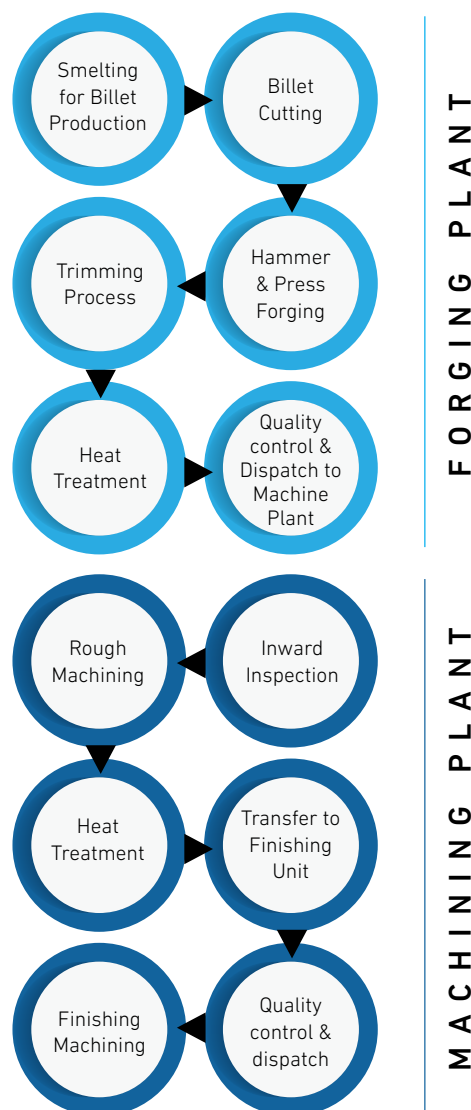 Smelting
for Billet
Production
Billet
Cutting
Hammer
& Press
Forging
Trimming
Process
Heat
Treatment
Quality
control &
Dispatch to
Machine
Plant
FORGING PLANT
Inward
Inspection
Rough
Machining
Heat
Treatment
Transfer to
Finishing
Unit
Quality
control &
dispatch
Finishing
Machining
MACHINING PLANT